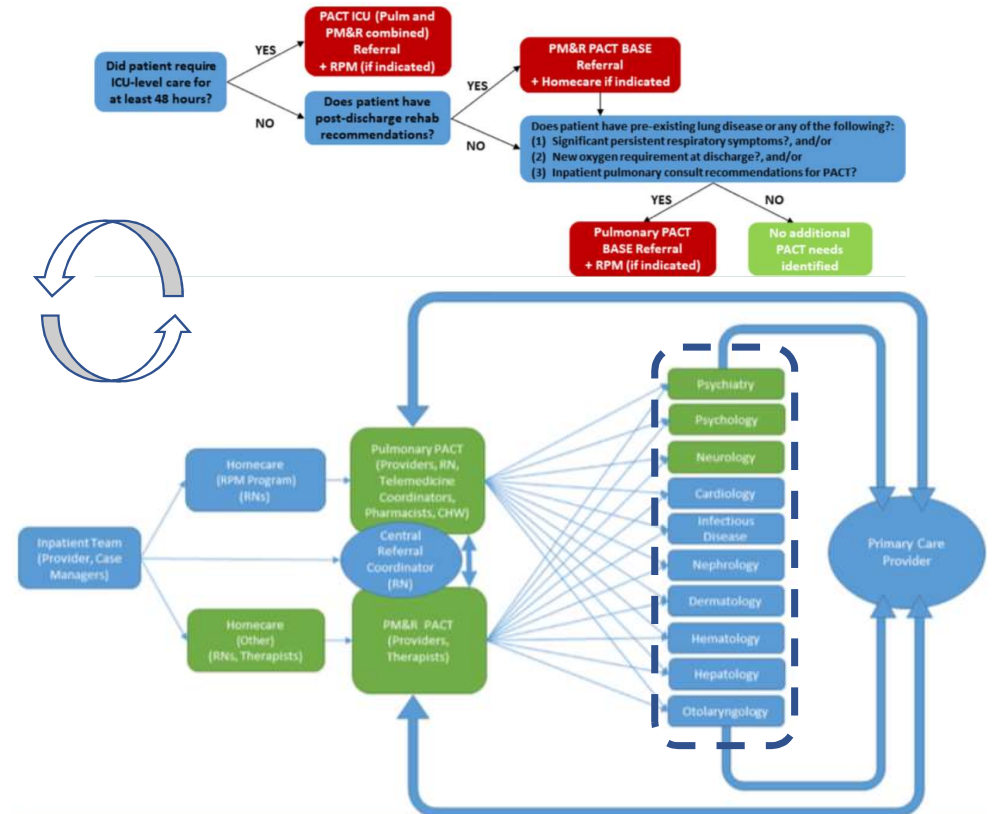 PACT ICU (Pulm and
PM&R combined)
Referral
+ RPM (if indicated)
YES
Did patient require
ICU-level care for
at least 48 hours?
NO
Does patient have
post-discharge rehab
recommendations?
YES
PM&R PACT BASE
Referral
+ Homecare if indicated
NO
Does patient have pre-existing lung disease or any of the following?:
(1) Significant persistent respiratory symptoms?, and/or
(2) New oxygen requirement at discharge?, and/or
(3) Inpatient pulmonary consult recommendations for PACT?
YES
NO
Pulmonary PACT
BASE Referral
+ RPM (if indicated)
No additional
PACT needs
identified
Inpatient Team
(Provider, Case
Managers)
Homecare
(RPM Program)
(RNs)
Homecare
(Other)
(RNs, Therapists)
Pulmonary PACT
(Providers, RN,
Telemedicine
Coordinators,
Pharmacists, CHW)
Central
Referral
Coordinator
(RN)
PM&R PACT
(Providers,
Therapists)
Psychiatry
Psychology
Neurology
Cardiology
Infectious
Disease
Nephrology
Dermatology
Hematology
Hepatology
Otolaryngology
Primary Care
Provider